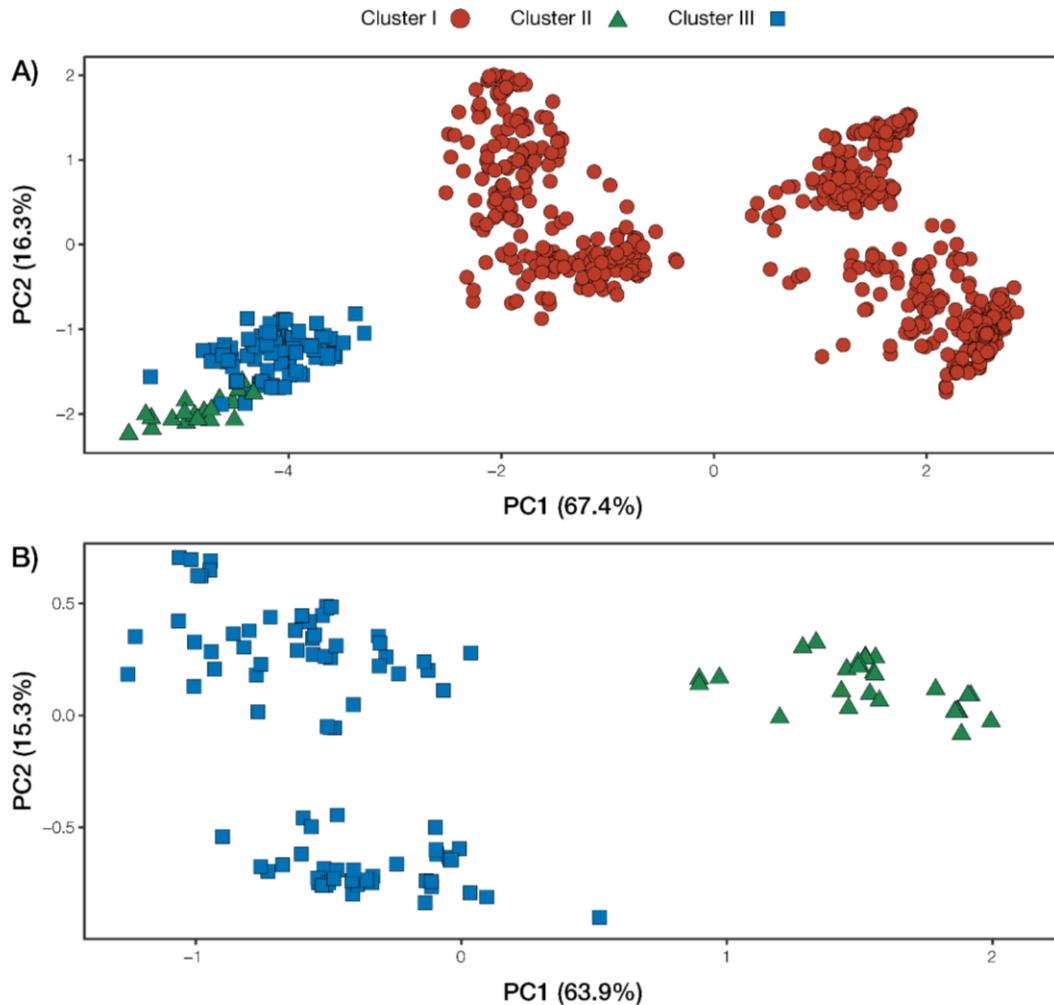 Cluster I Cluster II Cluster III
A)
2
1
0
−1
−2
PC2 (16.3%)
−4 −2 0 2
PC1 (67.4%)
B)
0.5
0.0
−0.5
PC2 (15.3%)
−1 0 1 2
PC1 (63.9%)